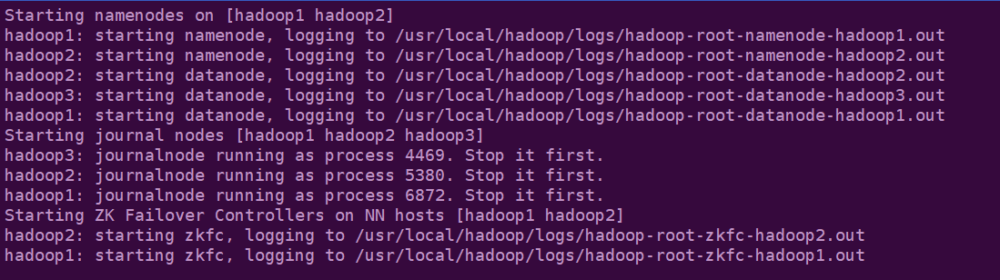 Starting namenodes on [hadoop1 hadoop2]
hadoop1: starting namenode, logging to /usr/local/hadoop/logs/hadoop-root-namenode-hadoop1.out
hadoop2: starting namenode, logging to /usr/local/hadoop/logs/hadoop-root-namenode-hadoop2.out
hadoop2: starting datanode, logging to /usr/local/hadoop/logs/hadoop-root-datanode-hadoop2.out
hadoop3: starting datanode, logging to /usr/local/hadoop/logs/hadoop-root-datanode-hadoop3.out
hadoop1: starting datanode, logging to /usr/local/hadoop/logs/hadoop-root-datanode-hadoop1.out
Starting journal nodes [hadoop1 hadoop2 hadoop3]
hadoop3: journalnode running as process 4469. Stop it first.
hadoop2: journalnode running as process 5380. Stop it first.
hadoop1: journalnode running as process 6872. Stop it first.
Starting ZK Failover Controllers on NN hosts [hadoop1 hadoop2]
hadoop2: starting zkfc, logging to /usr/local/hadoop/logs/hadoop-root-zkfc-hadoop2.out
hadoop1: starting zkfc, logging to /usr/local/hadoop/logs/hadoop-root-zkfc-hadoop1.out